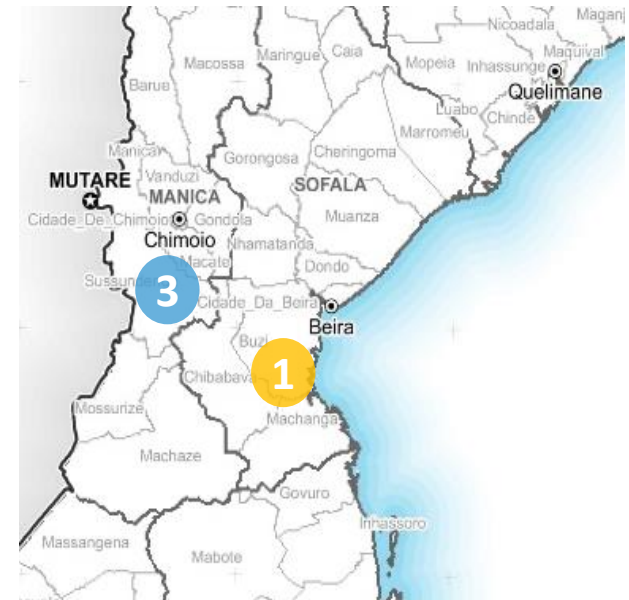 Maganj
Nicoadala
Maringue
Caia
Mopeia
Inhassunge
Maquival
Macossa
Barue
Quelimane
Luabo
Chinde
Marromeu
Manica
Gorongosa
Cheringoma
Vanduzi
MUTARE
MANICA
SOFALA
Cidade_De_Chimoio
Gondola
Muanza
Chimoio
Nhamatanda
Macate
Dondo
3
Cidade_Da_Beira
Beira
Buzi
Chibabava
1
Mossurize
Machanga
Machaze
Govuro
Inhassoro
Massangena
Mabote